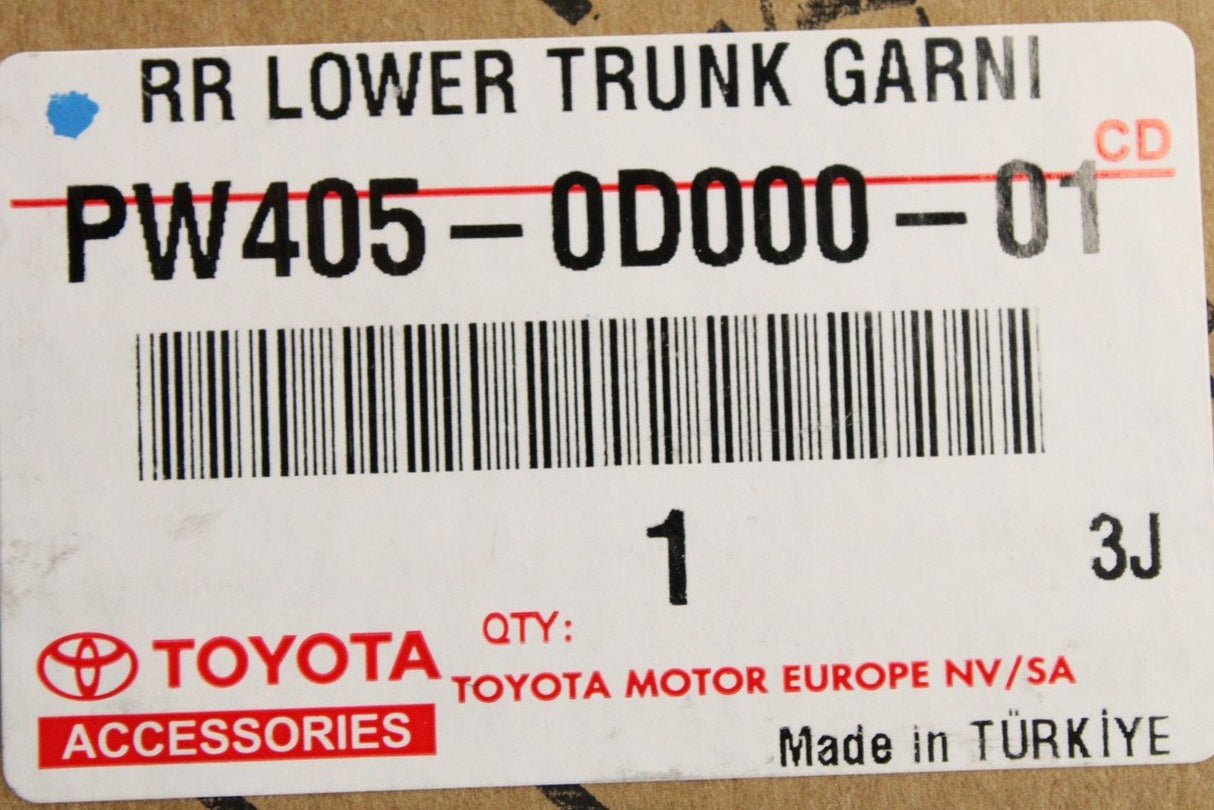 RR LOWER TRUNK GARNI
CD
PW405-0D000-01
1
3J
QTY:
TOYOTA
TOYOTA MOTOR EUROPE NV/SA
ACCESSORIES
Made in TÜRKİYE